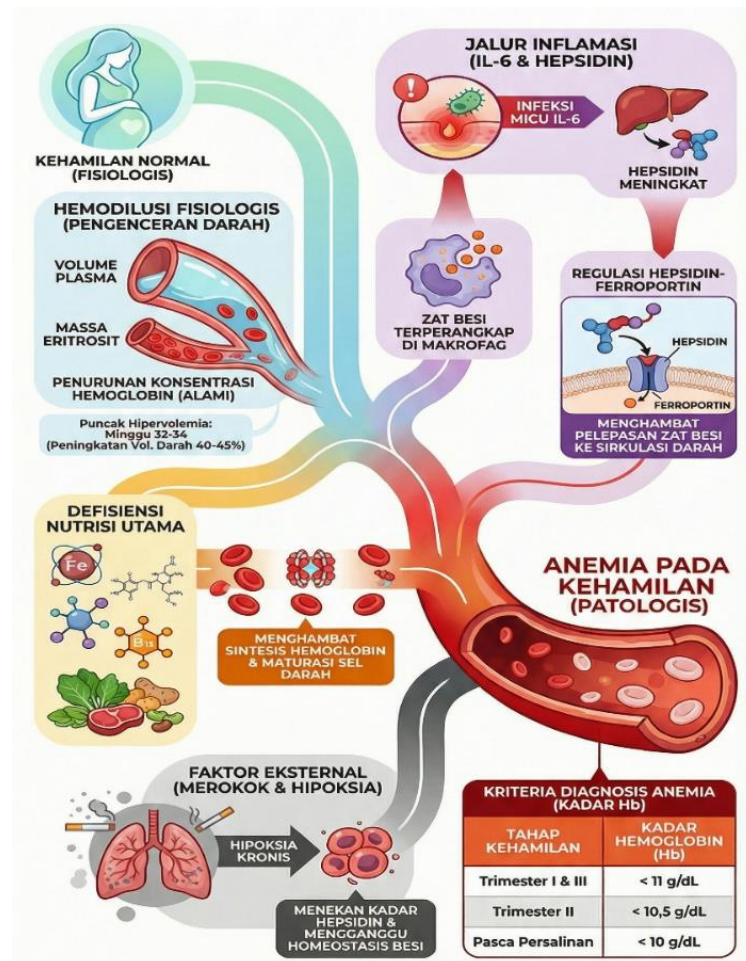 KEHAMILAN NORMAL
(FISIOLOGIS)
HEMODILUSI FISIOLOGIS
(PENGENCERAN DARAH)
VOLUME
PLASMA
MASSA
ERITROSIT
PENURUNAN KONSENTRASI
HEMOGLOBIN (ALAMI)
Puncak Hipervolemia:
Minggu 32-34
(Peningkatan Vol. Darah 40-45%)
JALUR INFLAMASI
(IL-6 & HEPSIDIN)
!
INFEKSI
MICU IL-6
HEPSIDIN
MENINGKAT
ZAT BESI
TERPERANGKAP
DI MAKROFAG
REGULASI HEPSIDIN-
FERROPORTIN
HEPSIDIN
FERROPORTIN
MENGHAMBAT
PELEPASAN ZAT BESI
KE SIRKULASI DARAH
DEFISIENSI
NUTRISI UTAMA
Fe
MENGHAMBAT
SINTESIS HEMOGLOBIN
& MATURASI SEL
DARAH
ANEMIA PADA
KEHAMILAN
(PATOLOGIS)
FAKTOR EKSTERNAL
(MEROKOK & HIPOKSIA)
HIPOKSIA
KRONIS
MENEKAN KADAR
HEPSIDIN &
MENGGANGGU
HOMEOSTASIS BESI
KRITERIA DIAGNOSIS ANEMIA
(KADAR Hb)
TAHAP
KEHAMILAN
KADAR
HEMOGLOBIN
(Hb)
Trimester I & III
< 11 g/dL
Trimester II
< 10,5 g/dL
Pasca Persalinan
< 10 g/dL